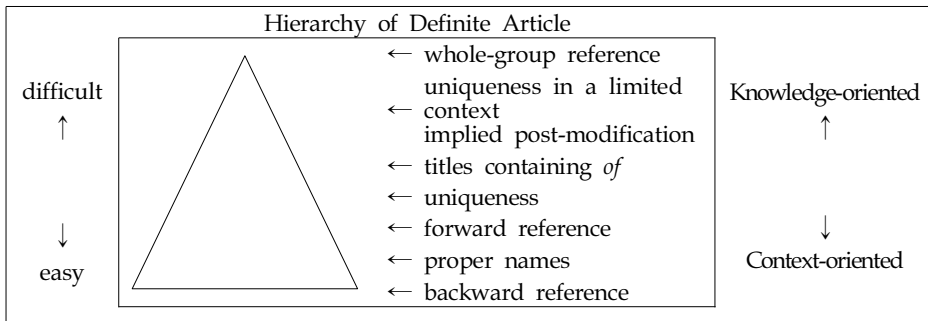 Hierarchy of Definite Article
← whole-group reference
difficult
uniqueness in a limited
← context
Knowledge-oriented
↑
implied post-modification
↑
← titles containing of
← uniqueness
↓
← forward reference
↓
easy
← proper names
Context-oriented
← backward reference